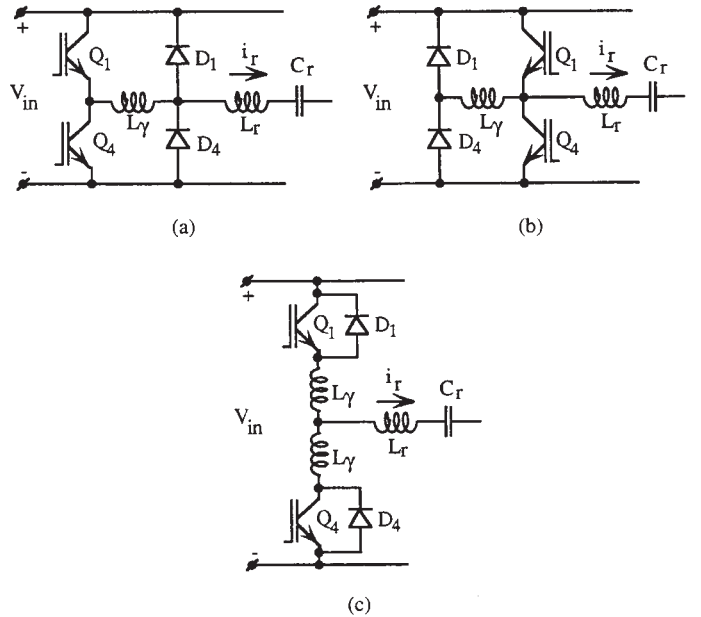 +
Q1
D1
ir
Cr
Vin
Lγ
Lr
Q4
D4
-
(a)
+
D1
Q1
ir
Cr
Vin
Lγ
Lr
D4
Q4
-
(b)
+
Q1
D1
Lγ
ir
Cr
Vin
Lr
Lγ
Q4
D4
-
(c)